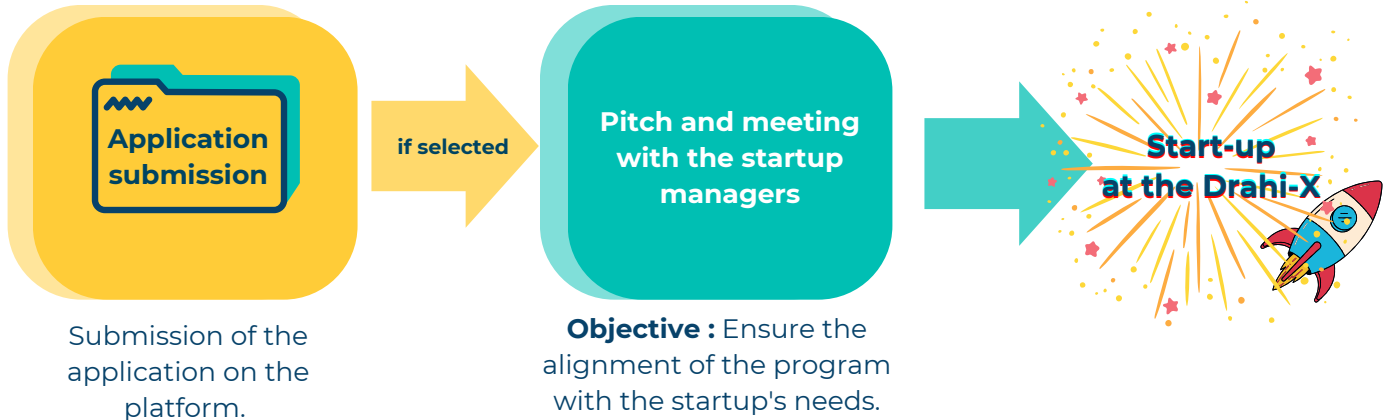 Application
submission
if selected
Pitch and meeting
with the startup
managers
Start-up
at the Drahi-X
Submission of the
application on the
platform.
Objective : Ensure the
alignment of the program
with the startup's needs.